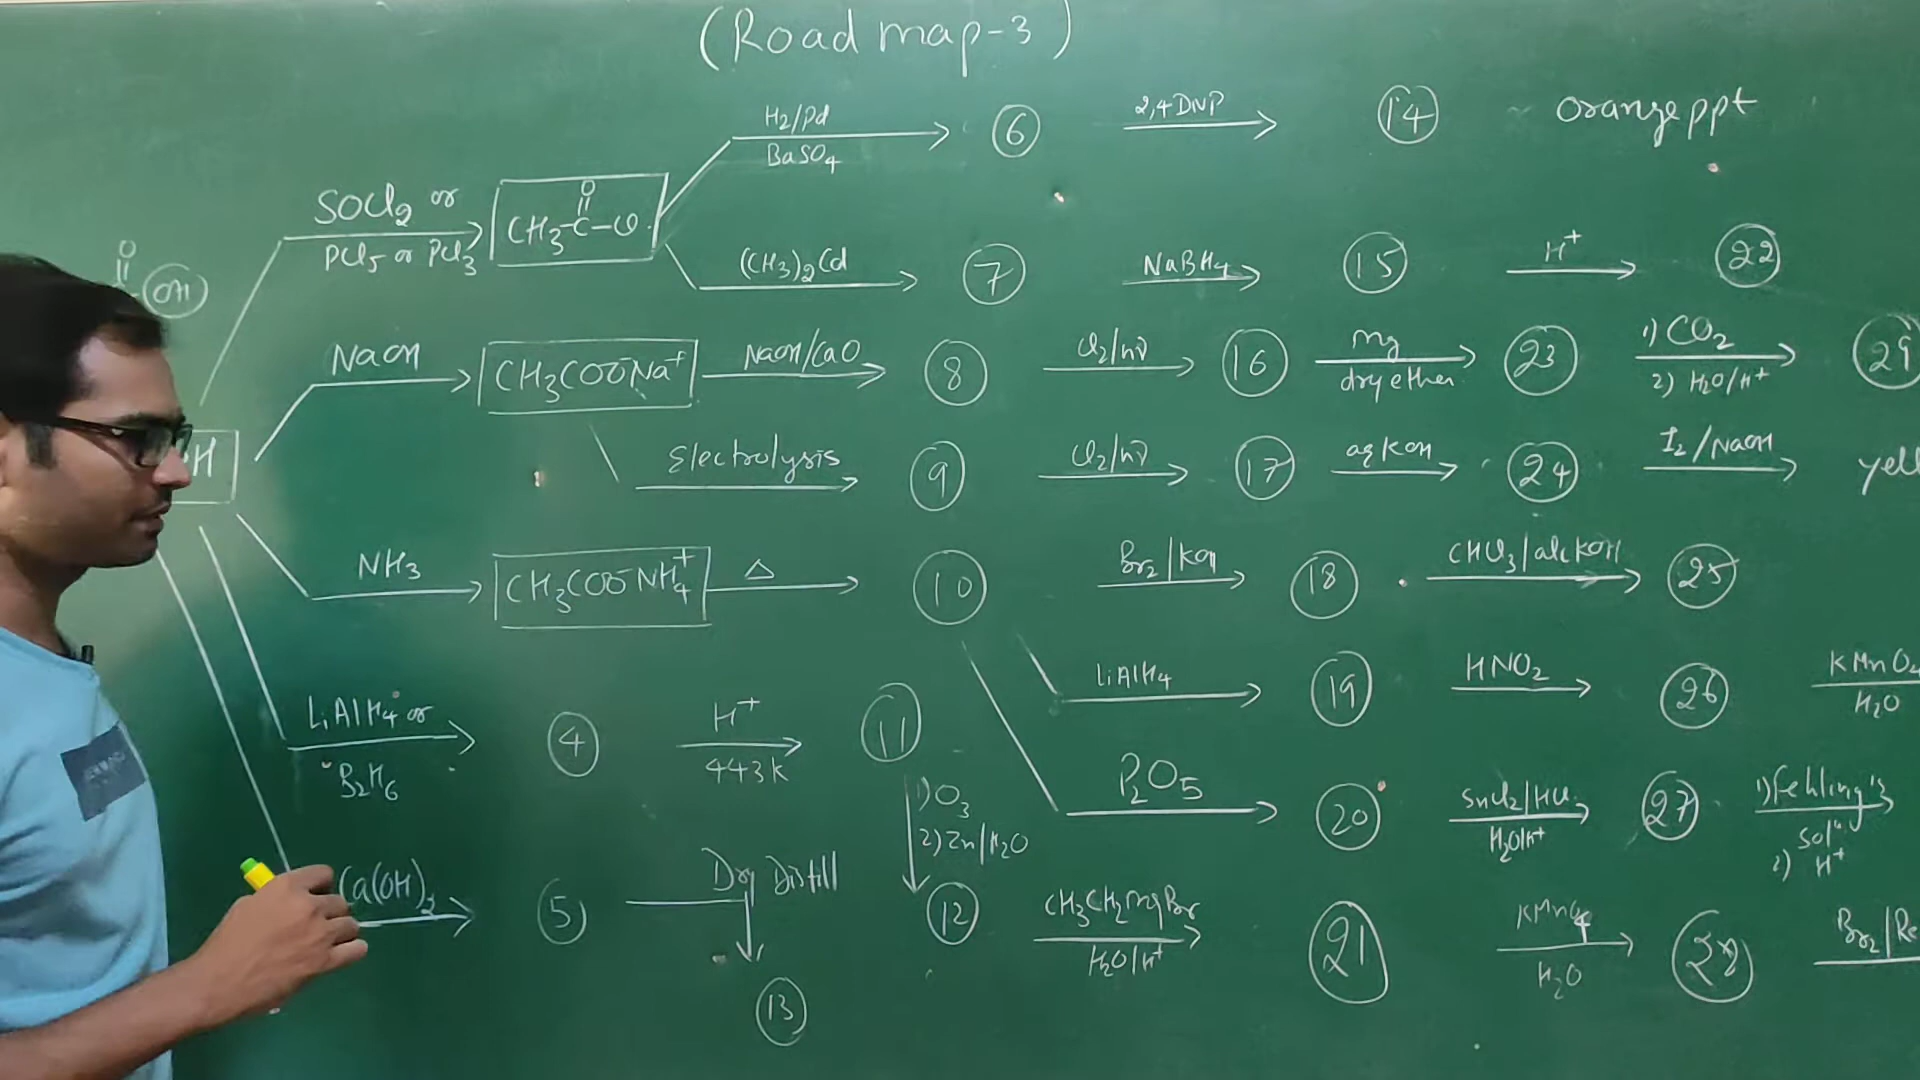 (Road map-3)
H2/Pd
BaSO4
6
2,4 DNP
14
Orange ppt
SOCl2 or
PCl5 or PCl3
O
CH3-C-Cl
(CH3)2Cd
7
NaBH4
15
H+
22
O
OH
NaOH
CH3COO-Na+
NaOH/CaO
8
Cl2/hν
16
Mg
dry ether
23
1) CO2
2) H2O/H+
29
H
Electrolysis
9
Cl2/hν
17
aq KOH
24
I2/NaOH
yell
NH3
CH3COO-NH4+
Δ
10
Br2/KOH
18
CHCl3/alc KOH
25
LiAlH4
19
HNO2
26
KMnO4
H2O
LiAlH4 or
B2H6
4
H+
443K
11
P2O5
20
SnCl2/HCl
H2O/H+
27
1) Fehling's
Soln
2) H+
1) O3
2) Zn/H2O
Ca(OH)2
5
Dry Distill
12
CH3CH2MgBr
H2O/H+
21
KMnO4
H2O
28
Br2/Re
13